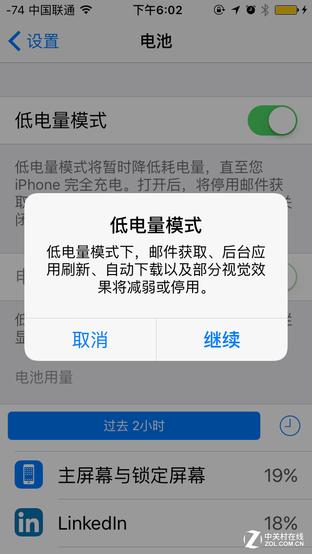 -74 中国联通 下午6:02
设置 电池
低电量模式
低电量模式将暂时降低耗电量，直至您
iPhone 完全充电。打开后，将停用邮件获
低电量模式
低电量模式下，邮件获取、后台应
用刷新、自动下载以及部分视觉效
果将减弱或停用。
取消 继续
电池用量
过去 2小时
主屏幕与锁定屏幕 19%
LinkedIn 18%
中关村在线
ZOL.COM.CN